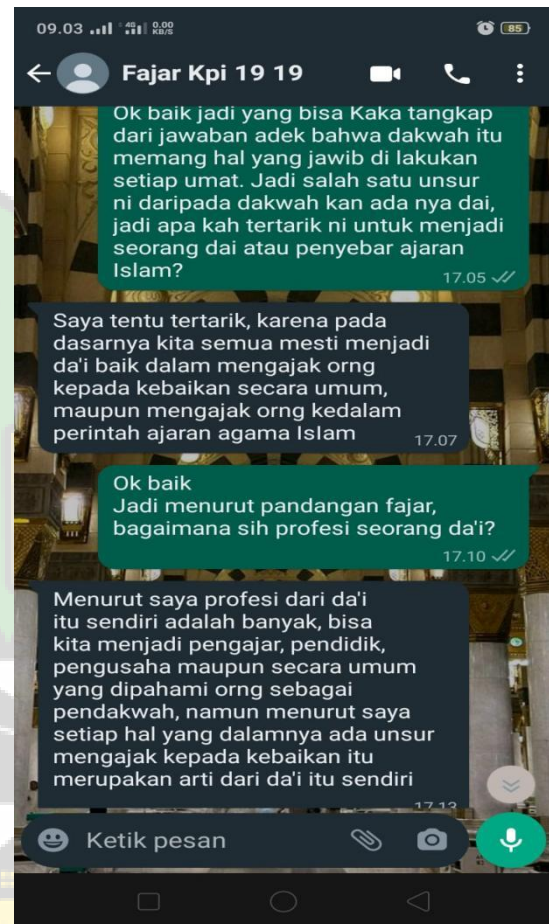 09.03 4G 0.00 KB/S 85
Fajar Kpi 19 19
Ok baik jadi yang bisa Kaka tangkap
dari jawaban adek bahwa dakwah itu
memang hal yang jawib di lakukan
setiap umat. Jadi salah satu unsur
ni daripada dakwah kan ada nya dai,
jadi apa kah tertarik ni untuk menjadi
seorang dai atau penyebar ajaran
Islam?
17.05
Saya tentu tertarik, karena pada
dasarnya kita semua mesti menjadi
da'i baik dalam mengajak orng
kepada kebaikan secara umum,
maupun mengajak orng kedalam
perintah ajaran agama Islam
17.07
Ok baik
Jadi menurut pandangan fajar,
bagaimana sih profesi seorang da'i?
17.10
Menurut saya profesi dari da'i
itu sendiri adalah banyak, bisa
kita menjadi pengajar, pendidik,
pengusaha maupun secara umum
yang dipahami orng sebagai
pendakwah, namun menurut saya
setiap hal yang dalamnya ada unsur
mengajak kepada kebaikan itu
merupakan arti dari da'i itu sendiri
17.13
Ketik pesan